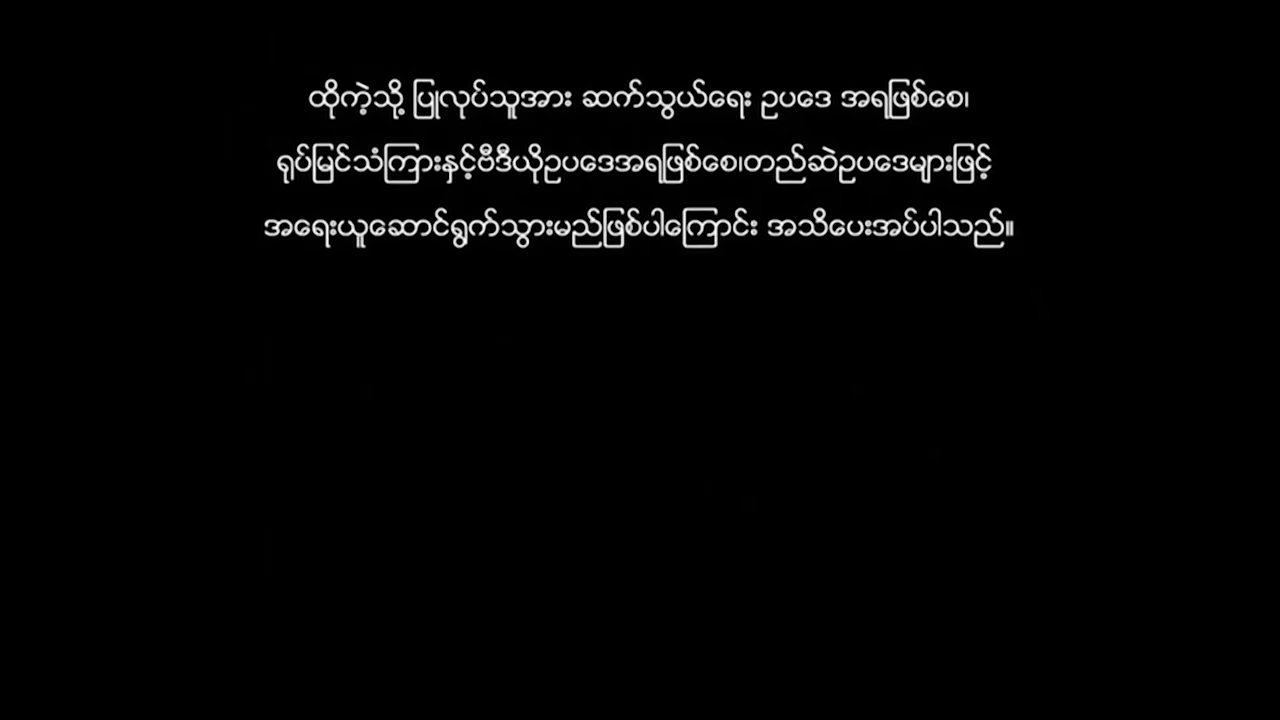 ထိုကဲ့သို့ ပြုလုပ်သူအား ဆက်သွယ်ရေး ဥပဒေ အရဖြစ်စေ၊
ရုပ်မြင်သံကြားနှင့်ဗီဒီယိုဥပဒေအရဖြစ်စေ၊တည်ဆဲဥပဒေများဖြင့်
အရေးယူဆောင်ရွက်သွားမည်ဖြစ်ပါကြောင်း အသိပေးအပ်ပါသည်။